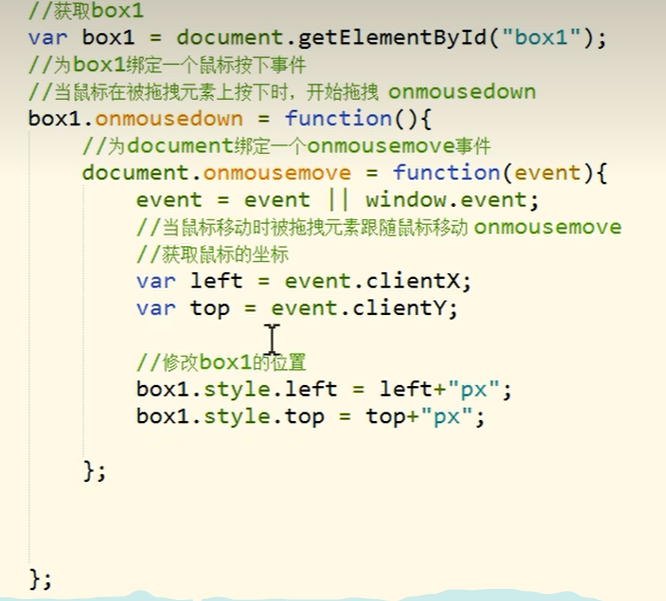 //获取box1
var box1 = document.getElementById("box1");
//为box1绑定一个鼠标按下事件
//当鼠标在被拖拽元素上按下时，开始拖拽 onmousedown
box1.onmousedown = function(){
//为document绑定一个onmousemove事件
document.onmousemove = function(event){
event = event || window.event;
//当鼠标移动时被拖拽元素跟随鼠标移动 onmousemove
//获取鼠标的坐标
var left = event.clientX;
var top = event.clientY;
//修改box1的位置
box1.style.left = left+"px";
box1.style.top = top+"px";
};
};